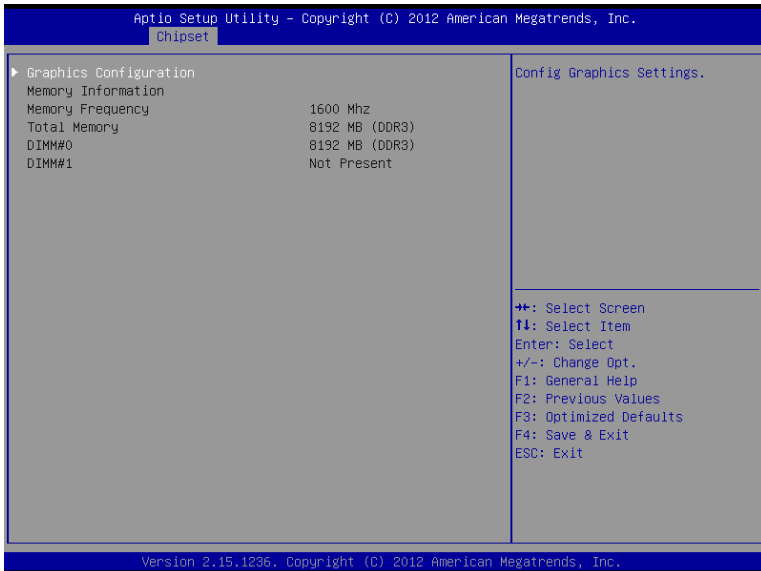 Aptio Setup Utility – Copyright (C) 2012 American Megatrends, Inc.
Chipset
▶ Graphics Configuration
Memory Information
Memory Frequency 1600 Mhz
Total Memory 8192 MB (DDR3)
DIMM#0 8192 MB (DDR3)
DIMM#1 Not Present
Config Graphics Settings.
→←: Select Screen
↑↓: Select Item
Enter: Select
+/-: Change Opt.
F1: General Help
F2: Previous Values
F3: Optimized Defaults
F4: Save & Exit
ESC: Exit
Version 2.15.1236. Copyright (C) 2012 American Megatrends, Inc.